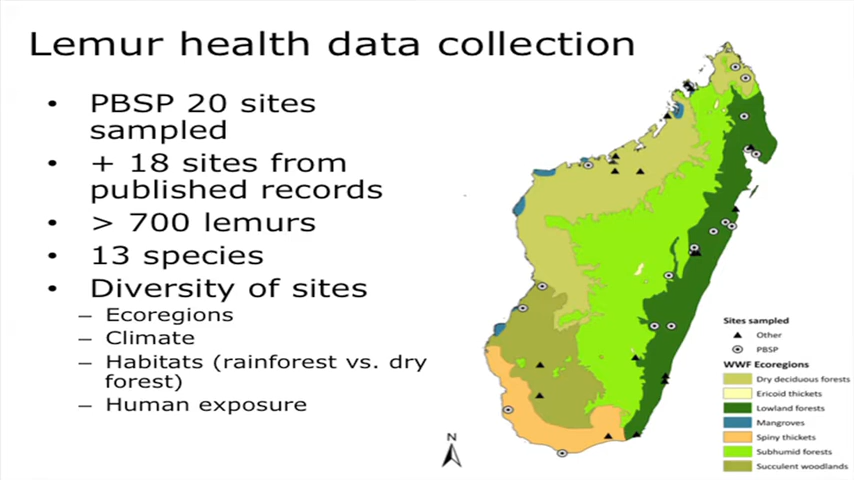 Lemur health data collection
• PBSP 20 sites
sampled
• + 18 sites from
published records
• > 700 lemurs
• 13 species
• Diversity of sites
– Ecoregions
– Climate
– Habitats (rainforest vs. dry
forest)
– Human exposure
N
Sites sampled
Other
PBSP
WWF Ecoregions
Dry deciduous forests
Ericoid thickets
Lowland forests
Mangroves
Spiny thickets
Subhumid forests
Succulent woodlands